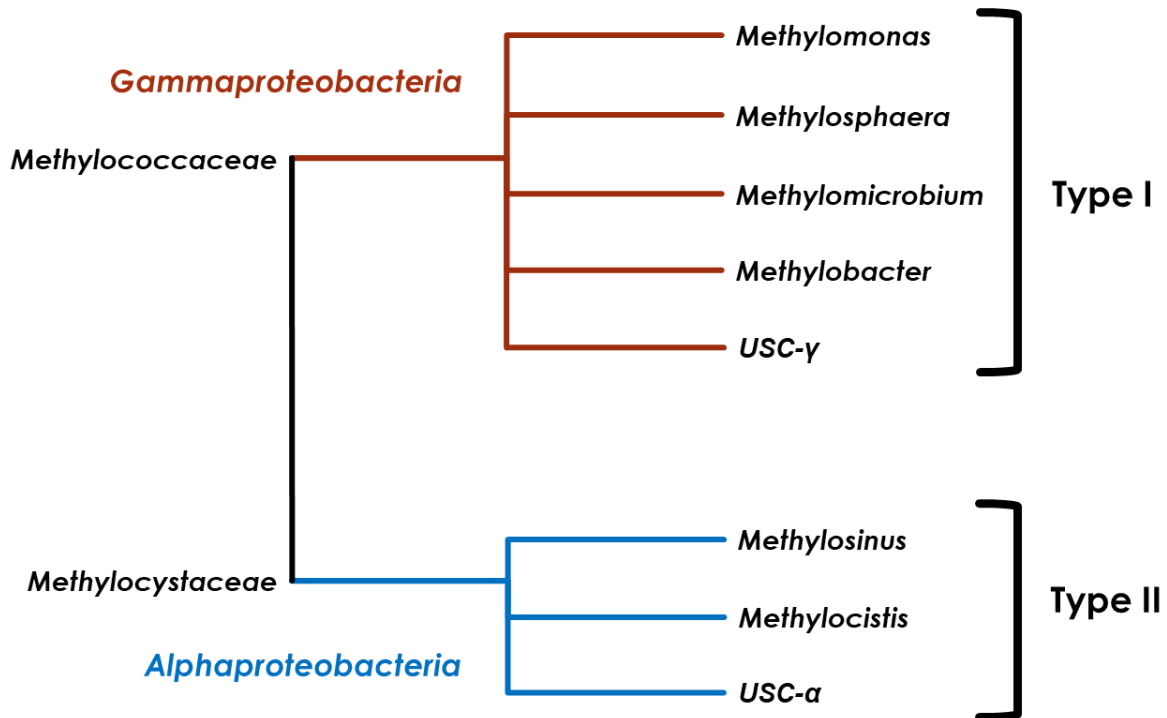 Methylomonas
Gammaproteobacteria
Methylosphaera
Methylococcaceae
Methylomicrobium
Type I
Methylobacter
USC-γ
Methylosinus
Methylocystaceae
Type II
Methylocistis
Alphaproteobacteria
USC-α